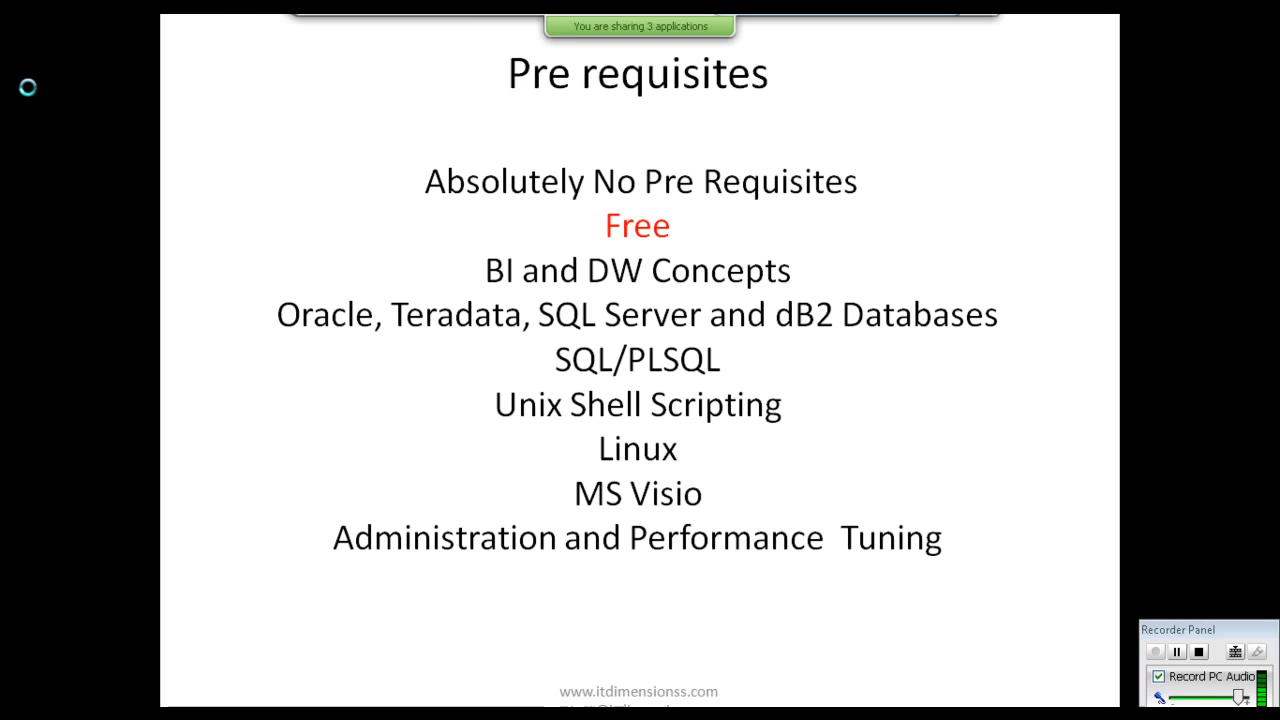 You are sharing 3 applications
Pre requisites
Absolutely No Pre Requisites
Free
BI and DW Concepts
Oracle, Teradata, SQL Server and dB2 Databases
SQL/PLSQL
Unix Shell Scripting
Linux
MS Visio
Administration and Performance Tuning
Recorder Panel
Record PC Audio
www.itdimensionss.com